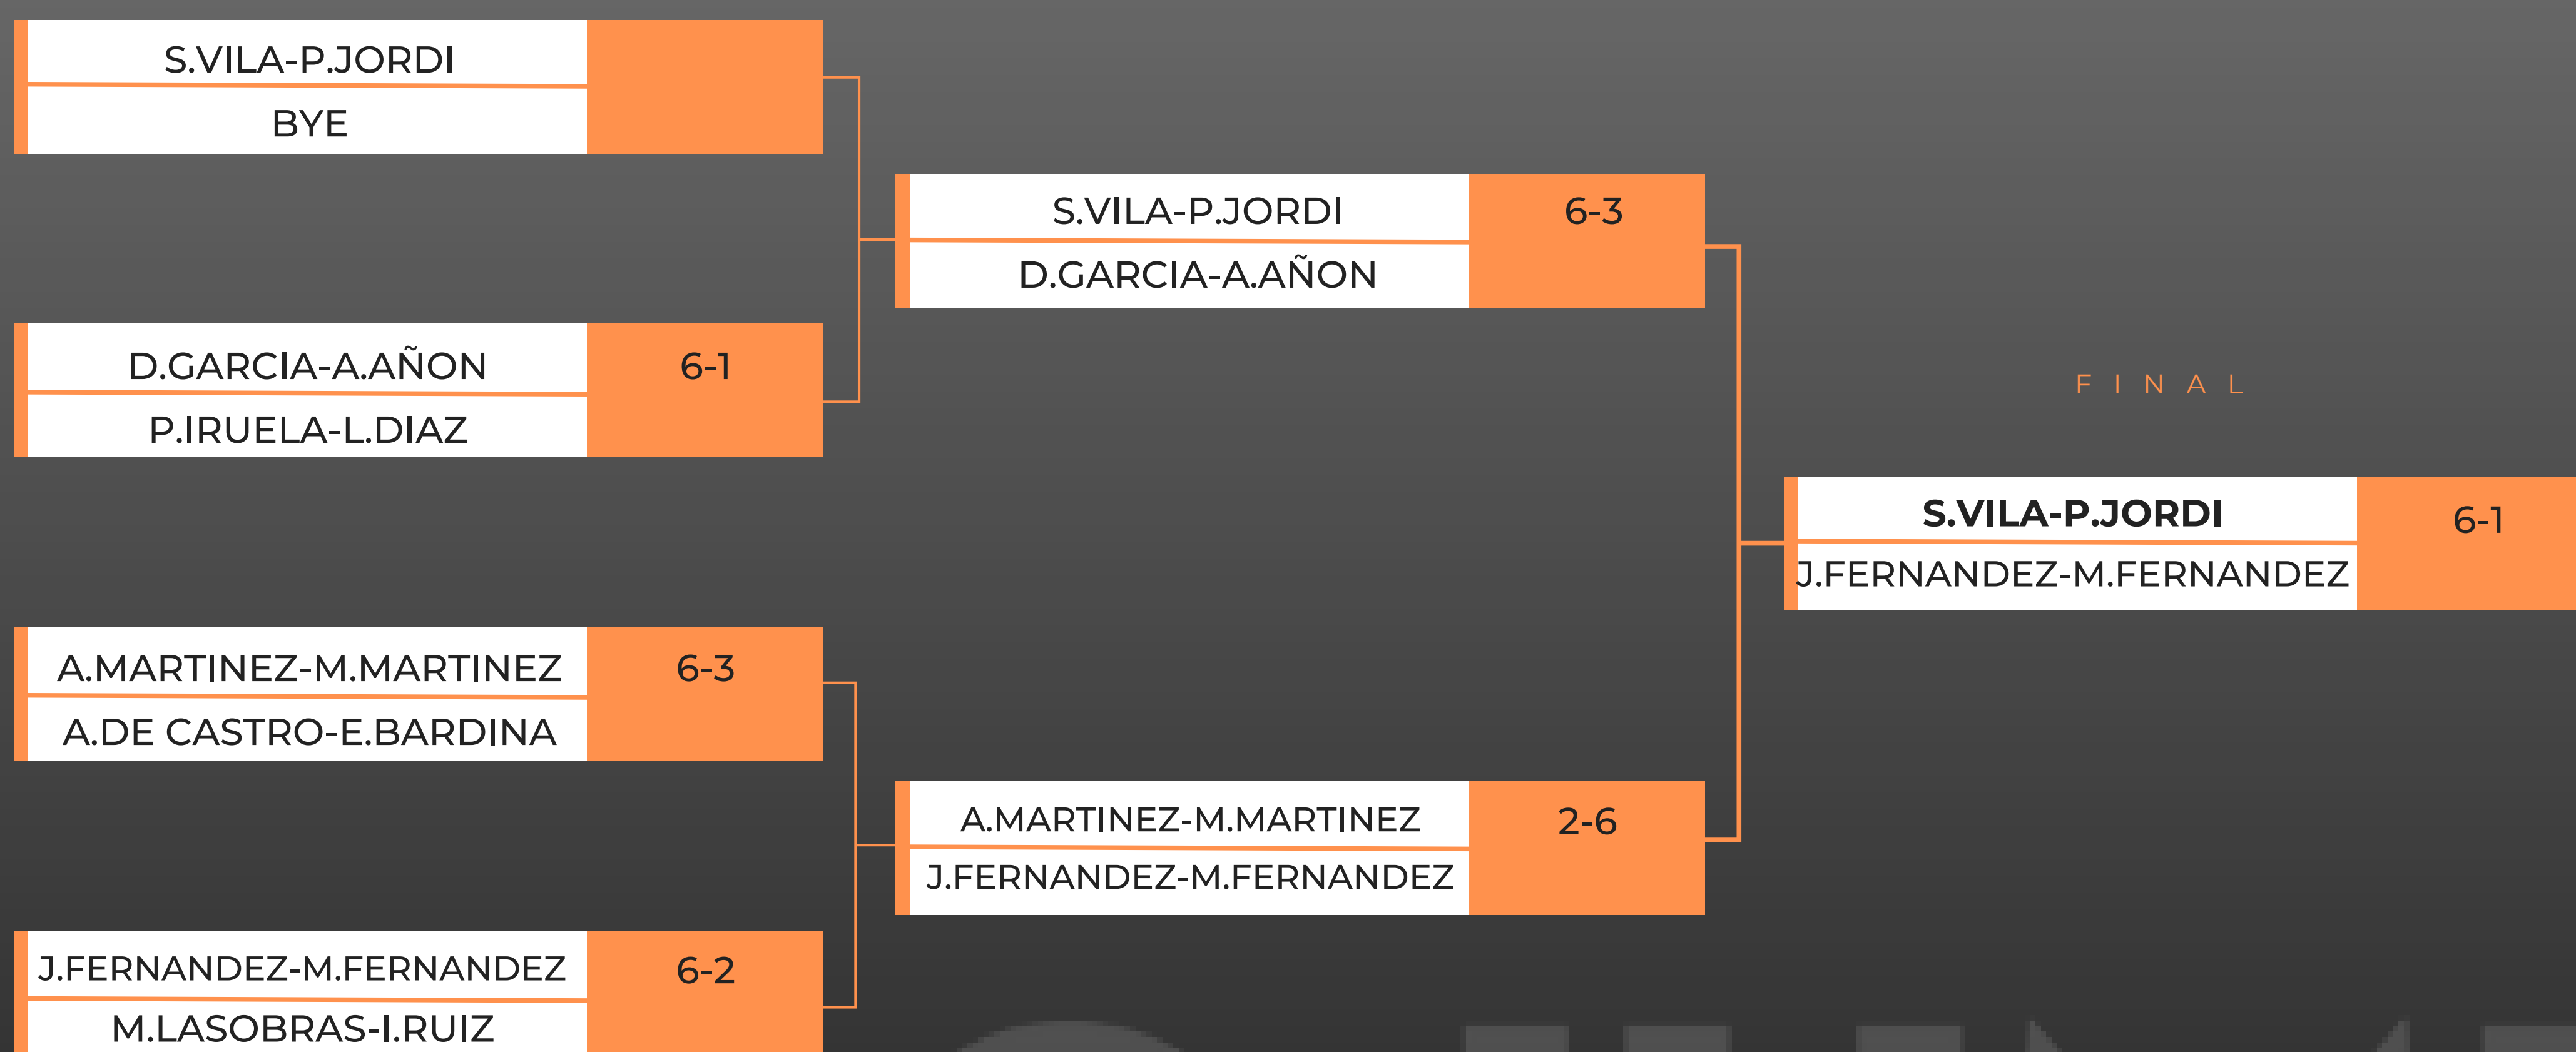 S.VILA-P.JORDI
BYE
D.GARCIA-A.AÑON 6-1
P.IRUELA-L.DIAZ
A.MARTINEZ-M.MARTINEZ 6-3
A.DE CASTRO-E.BARDINA
J.FERNANDEZ-M.FERNANDEZ 6-2
M.LASOBRAS-I.RUIZ
S.VILA-P.JORDI 6-3
D.GARCIA-A.AÑON
A.MARTINEZ-M.MARTINEZ 2-6
J.FERNANDEZ-M.FERNANDEZ
FINAL
S.VILA-P.JORDI 6-1
J.FERNANDEZ-M.FERNANDEZ